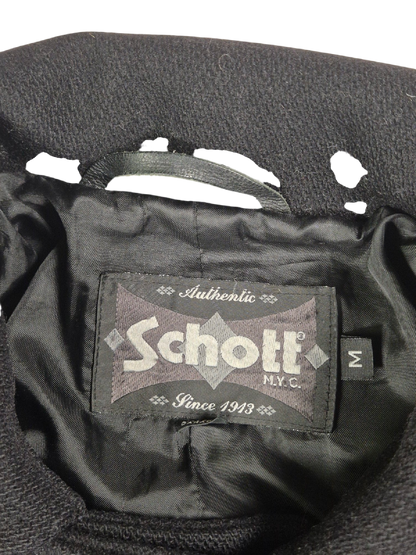 Authentic
Schott®
N.Y.C.
Since 1913
M